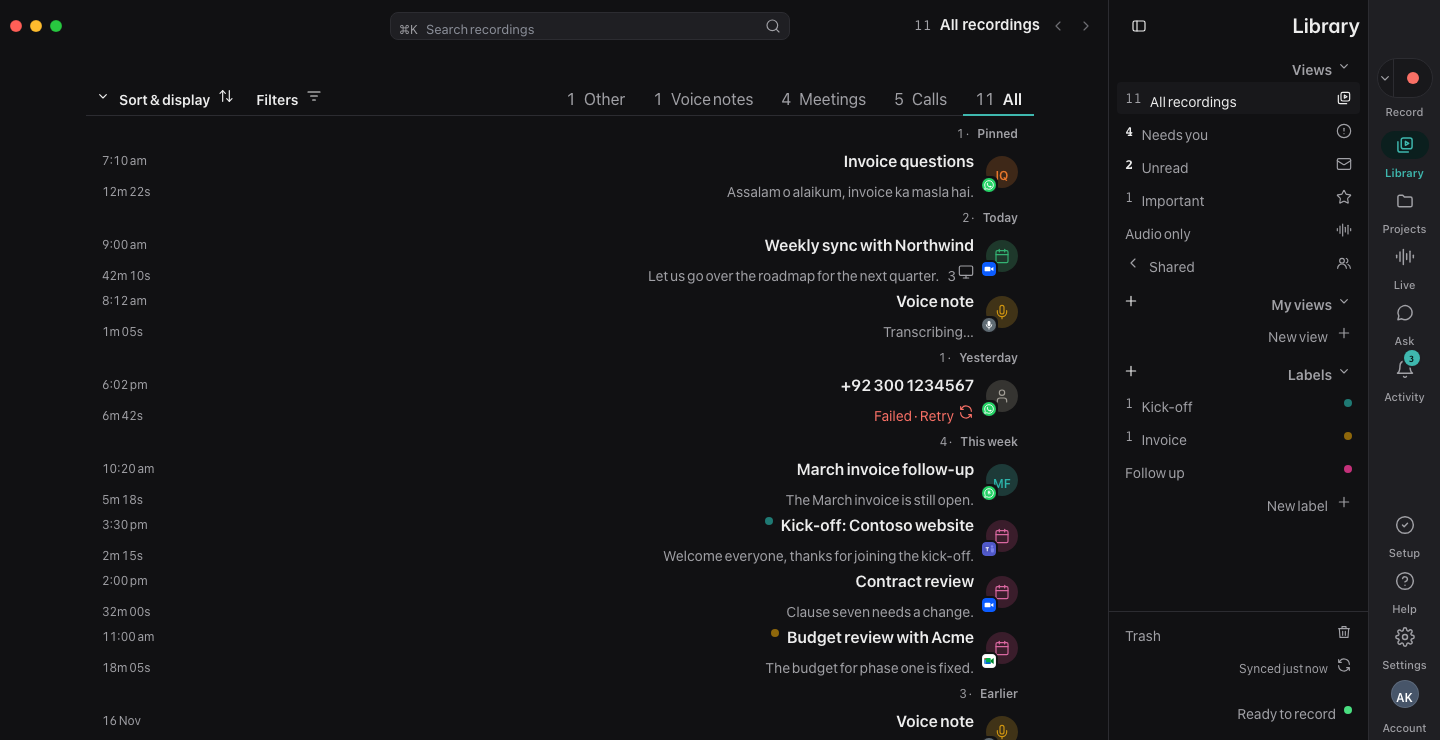 ⌘K Search recordings
11 All recordings
Library
Sort & display
Filters
1 Other
1 Voice notes
4 Meetings
5 Calls
11 All
1 · Pinned
Invoice questions
7:10 am
IQ
Assalam o alaikum, invoice ka masla hai.
12m 22s
2 · Today
Weekly sync with Northwind
9:00 am
Let us go over the roadmap for the next quarter. 3
42m 10s
Voice note
8:12 am
Transcribing...
1m 05s
1 · Yesterday
+92 300 1234567
6:02 pm
Failed · Retry
6m 42s
4 · This week
March invoice follow-up
10:20 am
MF
The March invoice is still open.
5m 18s
Kick-off: Contoso website
3:30 pm
Welcome everyone, thanks for joining the kick-off.
2m 15s
Contract review
2:00 pm
Clause seven needs a change.
32m 00s
Budget review with Acme
11:00 am
The budget for phase one is fixed.
18m 05s
3 · Earlier
Voice note
16 Nov
Views
11 All recordings
4 Needs you
2 Unread
1 Important
Audio only
Shared
My views
New view
Labels
1 Kick-off
1 Invoice
Follow up
New label
Trash
Synced just now
Ready to record
Record
Library
Projects
Live
Ask
3
Activity
Setup
Help
Settings
AK
Account